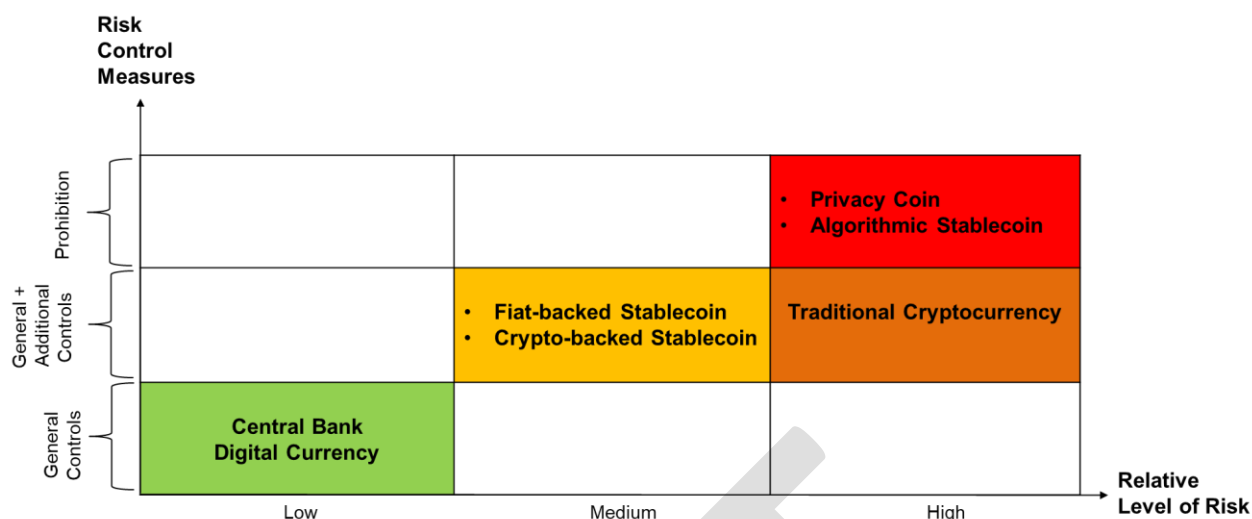 Risk
Control
Measures
Prohibition
• Privacy Coin
• Algorithmic Stablecoin
General +
Additional
Controls
• Fiat-backed Stablecoin
• Crypto-backed Stablecoin
Traditional Cryptocurrency
General
Controls
Central Bank
Digital Currency
Low
Medium
High
Relative
Level of Risk